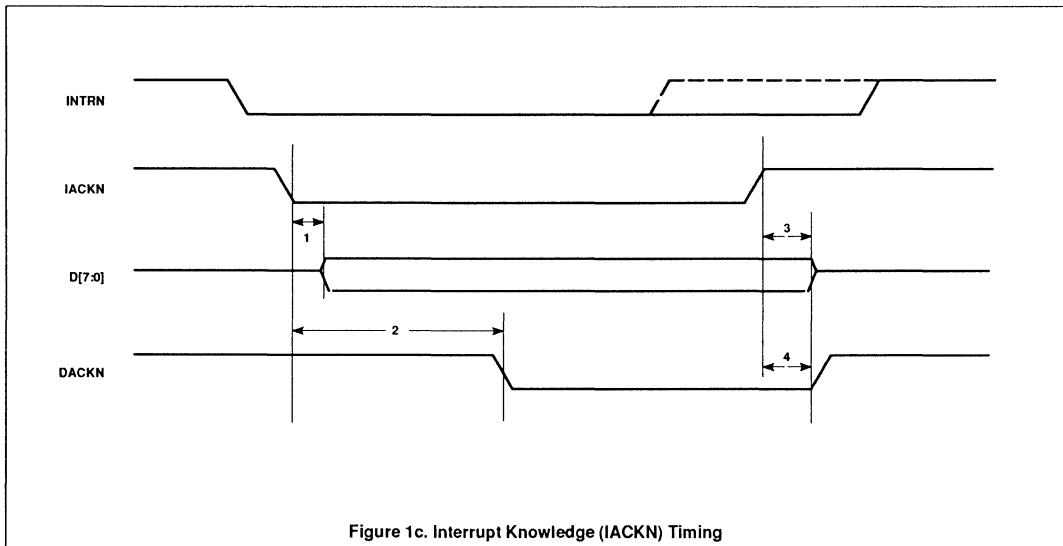 INTRN
IACKN
1
3
D[7:0]
2
DACKN
4
Figure 1c. Interrupt Knowledge (IACKN) Timing